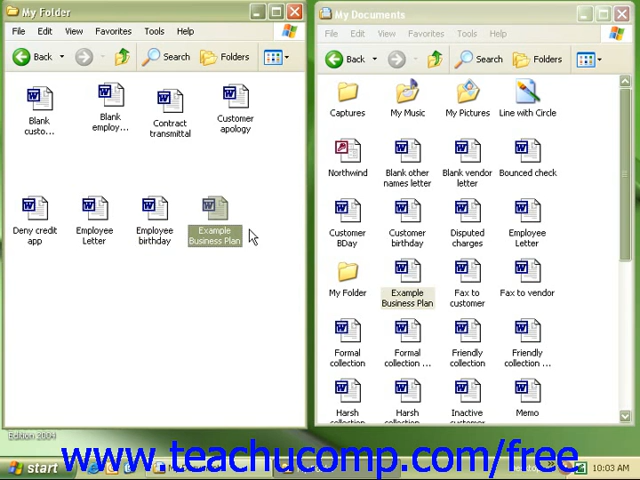 My Folder
File Edit View Favorites Tools Help
Back Search Folders
Blank custo...
Blank employ...
Contract transmittal
Customer apology
Deny credit app
Employee Letter
Employee birthday
Example Business Plan
My Documents
File Edit View Favorites Tools Help
Back Search Folders
Captures
My Music
My Pictures
Line with Circle
Northwind
Blank other names letter
Blank vendor letter
Bounced check
Customer BDay
Customer birthday
Disputed charges
Employee Letter
My Folder
Example Business Plan
Fax to customer
Fax to vendor
Formal collection
Formal collection ...
Friendly collection
Friendly collection ...
Harsh collection
Harsh collection
Inactive customer
Memo
Edition 2004
start
www.teachucomp.com/free
10:03 AM